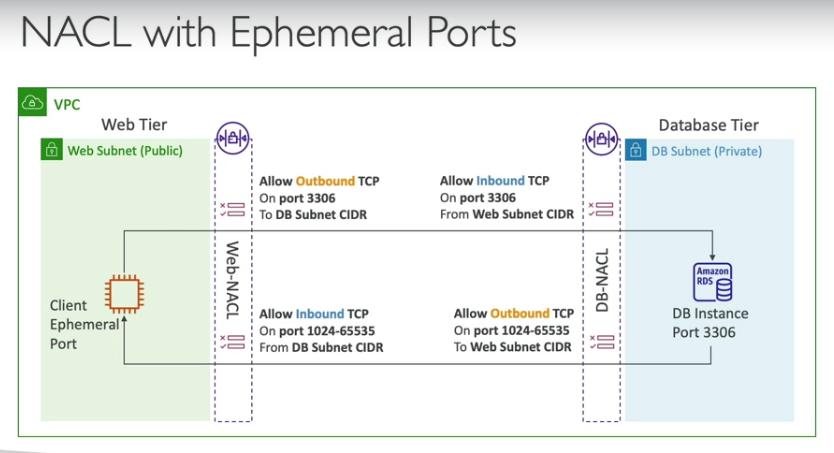 NACL with Ephemeral Ports
VPC
Web Tier
Database Tier
Web Subnet (Public)
DB Subnet (Private)
Allow Outbound TCP
On port 3306
To DB Subnet CIDR
Allow Inbound TCP
On port 3306
From Web Subnet CIDR
Web-NACL
DB-NACL
Amazon
RDS
Client
Ephemeral
Port
DB Instance
Port 3306
Allow Inbound TCP
On port 1024-65535
From DB Subnet CIDR
Allow Outbound TCP
On port 1024-65535
To Web Subnet CIDR